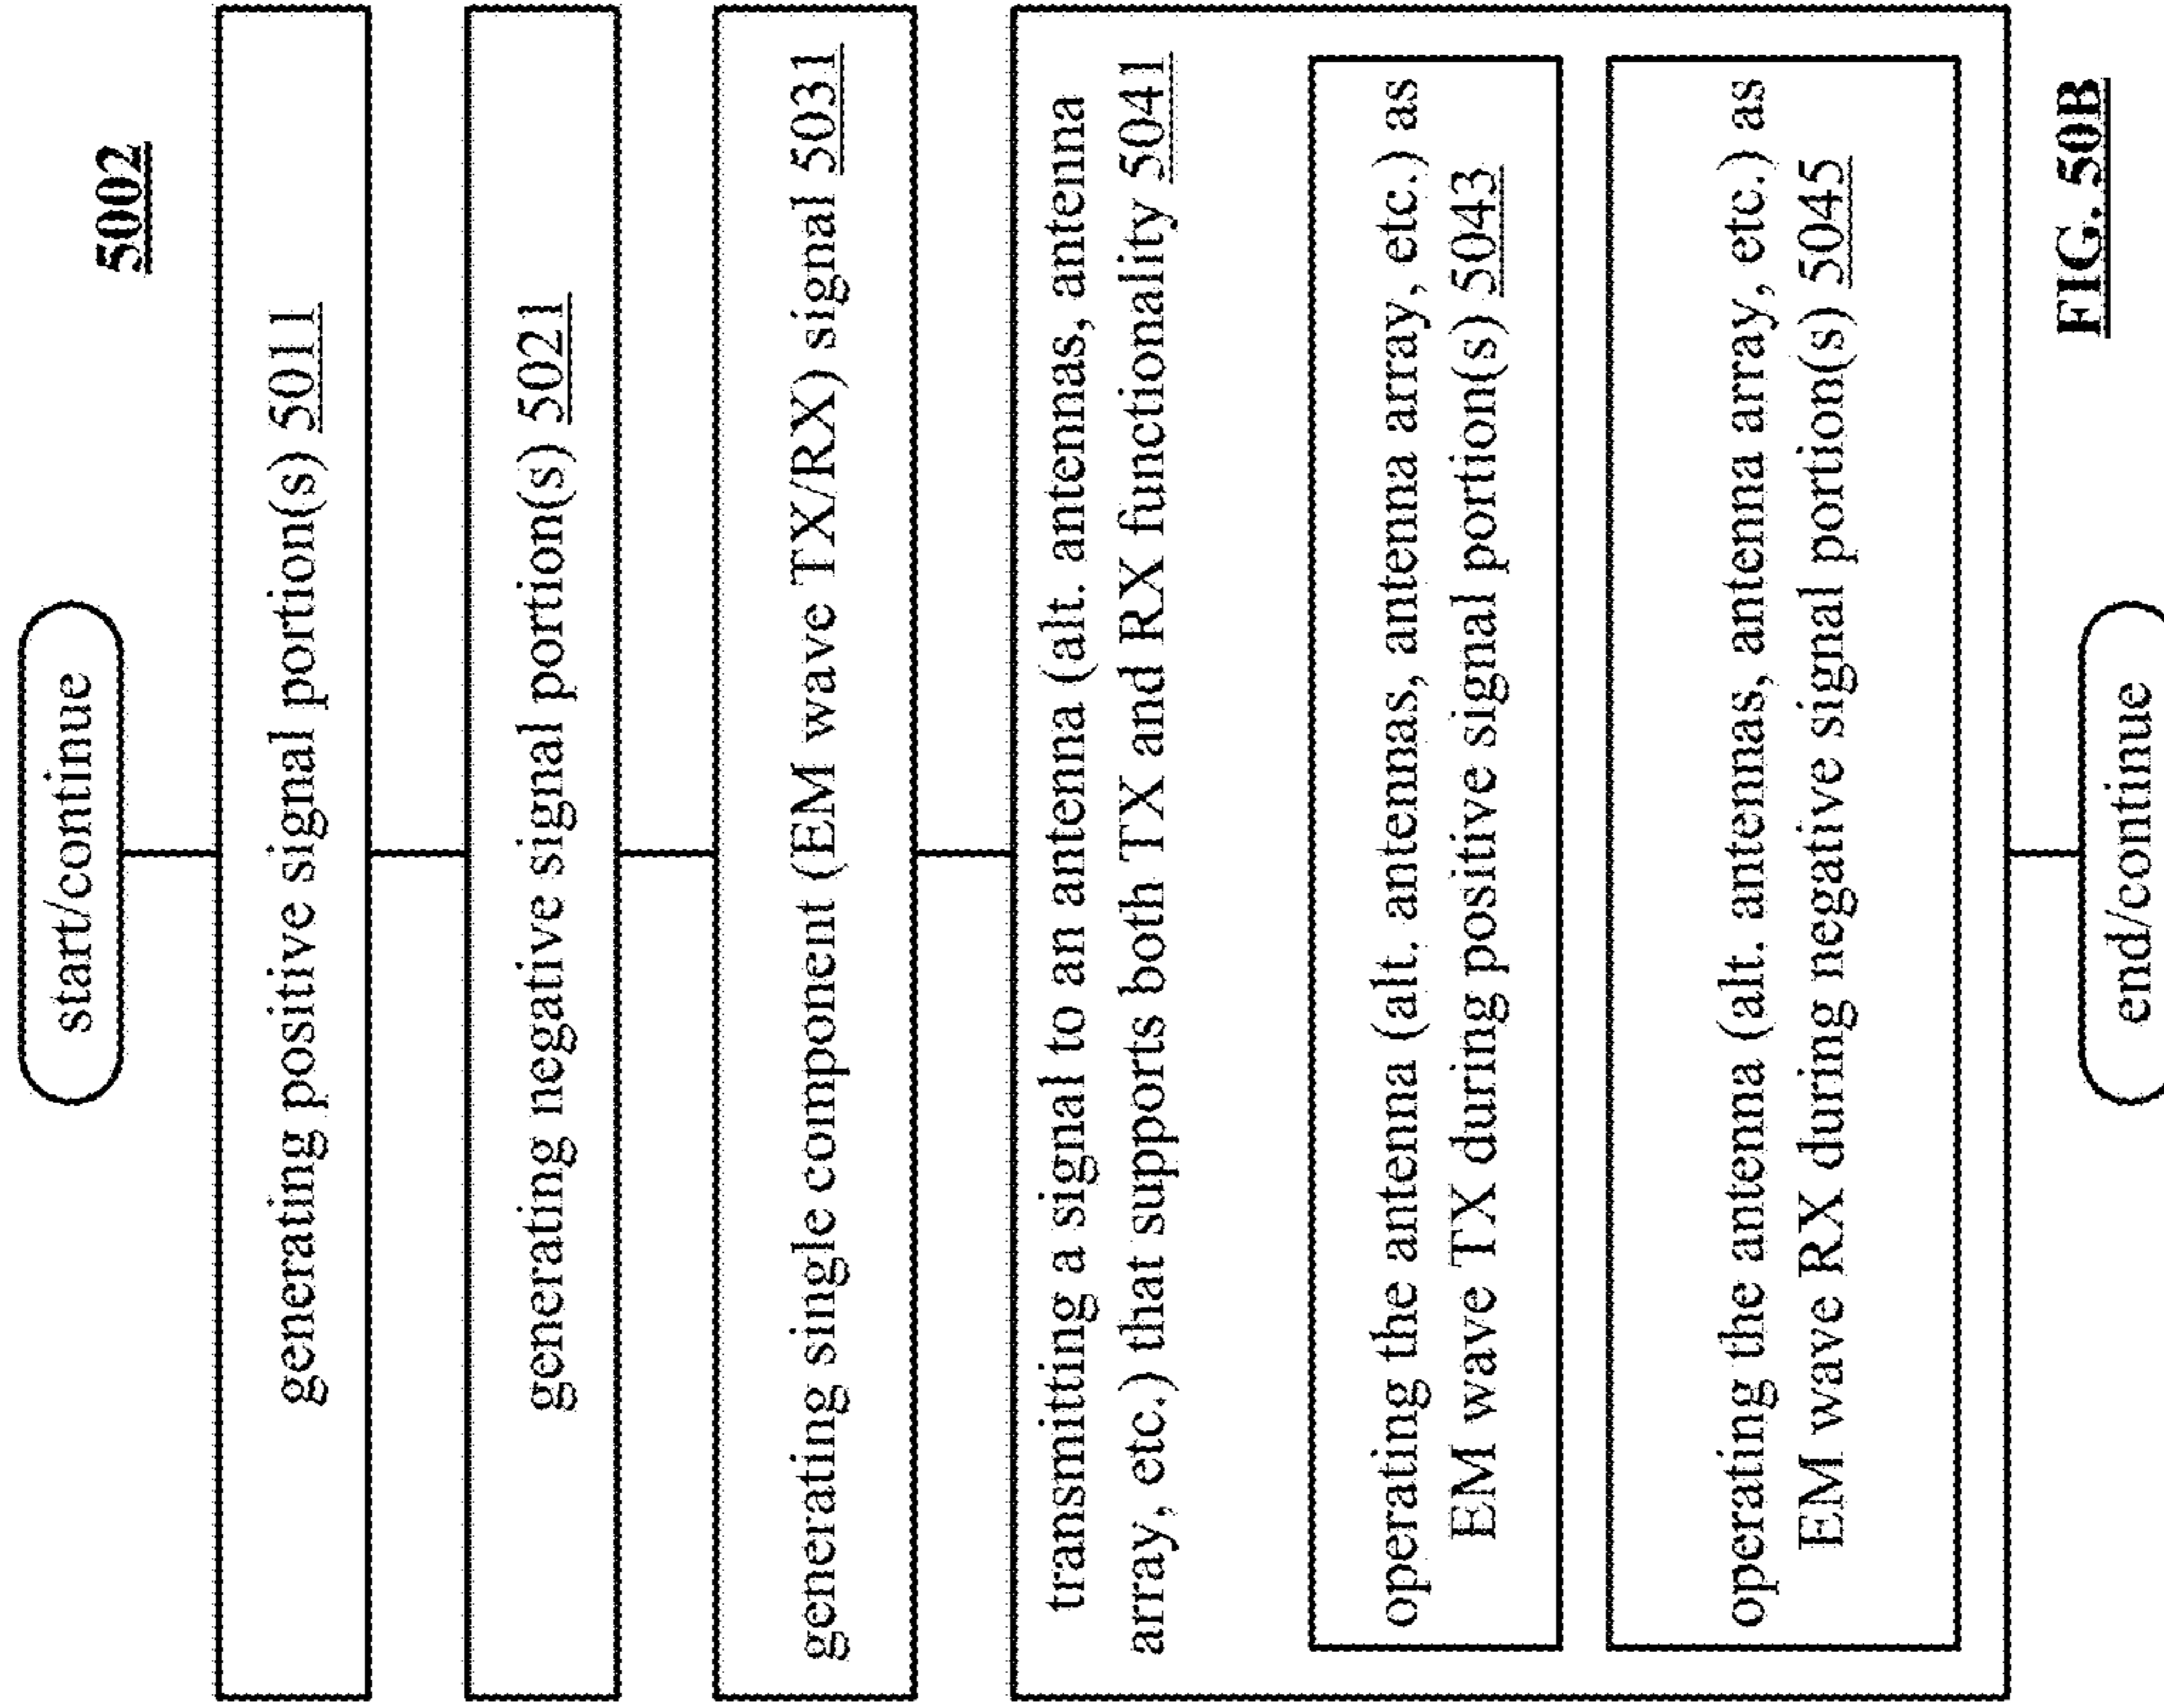 start/continue
5002
generating positive signal portion(s) 5011
generating negative signal portion(s) 5021
generating single component (EM wave TX/RX) signal 5031
transmitting a signal to an antenna (alt. antennas, antenna
array, etc.) that supports both TX and RX functionality 5041
operating the antenna (alt. antennas, antenna array, etc.) as
EM wave TX during positive signal portion(s) 5043
operating the antenna (alt. antennas, antenna array, etc.) as
EM wave RX during negative signal portion(s) 5045
end/continue
FIG. 50B